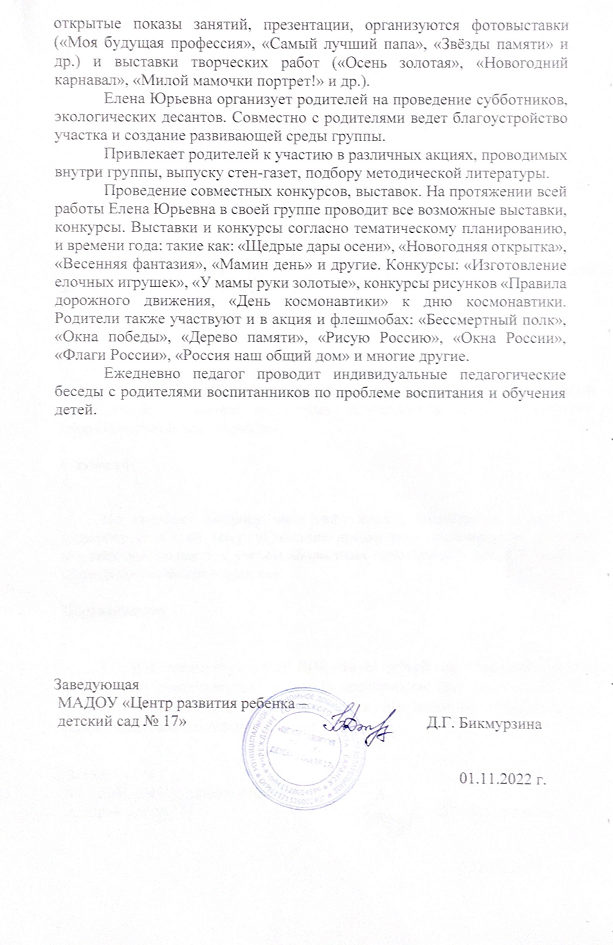 открытые показы занятий, презентации, организуются фотовыставки
(«Моя будущая профессия», «Самый лучший папа», «Звёзды памяти» и
др.) и выставки творческих работ («Осень золотая», «Новогодний
карнавал», «Милой мамочки портрет!» и др.).
Елена Юрьевна организует родителей на проведение субботников,
экологических десантов. Совместно с родителями ведет благоустройство
участка и создание развивающей среды группы.
Привлекает родителей к участию в различных акциях, проводимых
внутри группы, выпуску стен-газет, подбору методической литературы.
Проведение совместных конкурсов, выставок. На протяжении всей
работы Елена Юрьевна в своей группе проводит все возможные выставки,
конкурсы. Выставки и конкурсы согласно тематическому планированию,
и времени года: такие как: «Щедрые дары осени», «Новогодняя открытка»,
«Весенняя фантазия», «Мамин день» и другие. Конкурсы: «Изготовление
елочных игрушек», «У мамы руки золотые», конкурсы рисунков «Правила
дорожного движения, «День космонавтики» к дню космонавтики.
Родители также участвуют и в акция и флешмобах: «Бессмертный полк»,
«Окна победы», «Дерево памяти», «Рисую Россию», «Окна России»,
«Флаги России», «Россия наш общий дом» и многие другие.
Ежедневно педагог проводит индивидуальные педагогические
беседы с родителями воспитанников по проблеме воспитания и обучения
детей.
Заведующая
МАДОУ «Центр развития ребенка –
детский сад № 17»
Д.Г. Бикмурзина
01.11.2022 г.